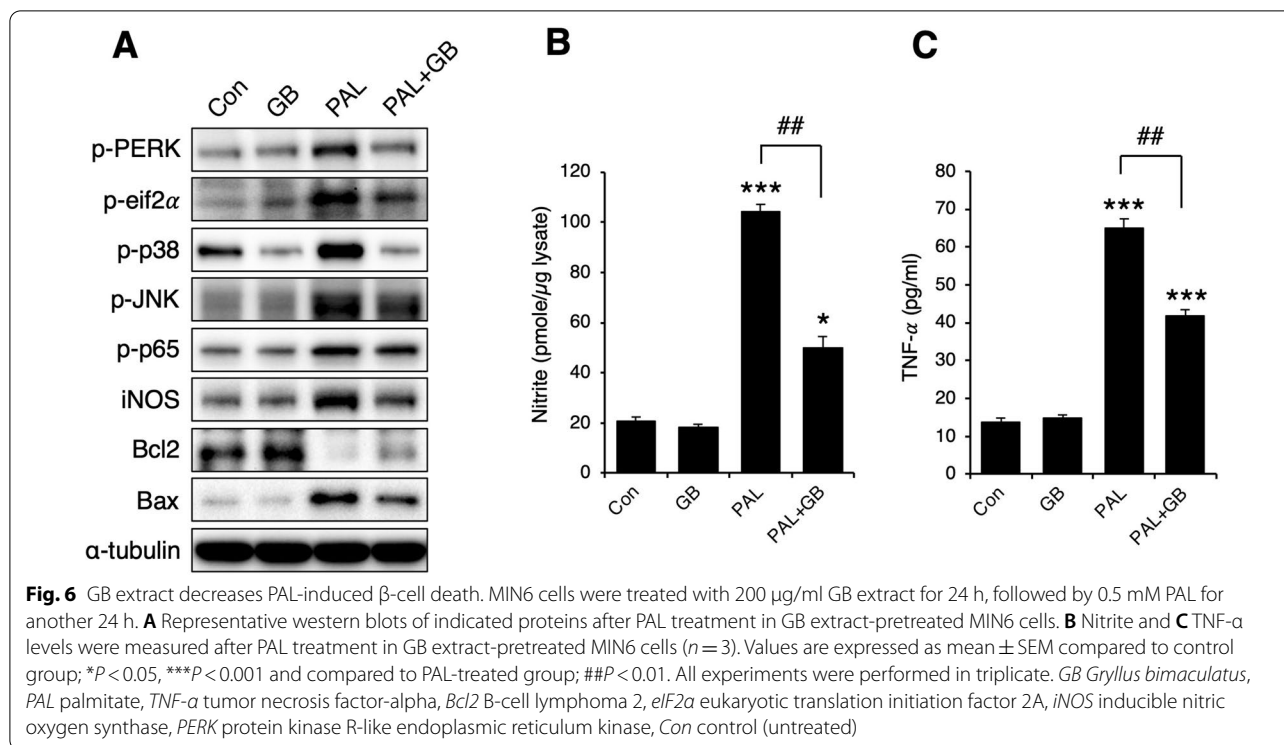 A
Con GB PAL PAL+GB
p-PERK
p-eif2α
p-p38
p-JNK
p-p65
iNOS
Bcl2
Bax
α-tubulin
B
##
Nitrite (pmole/µg lysate)
120
100
80
60
40
20
0
***
*
Con GB PAL PAL+GB
C
##
TNF-α (pg/ml)
80
70
60
50
40
30
20
10
0
***
***
Con GB PAL PAL+GB
Fig. 6 GB extract decreases PAL-induced β-cell death. MIN6 cells were treated with 200 µg/ml GB extract for 24 h, followed by 0.5 mM PAL for
another 24 h. A Representative western blots of indicated proteins after PAL treatment in GB extract-pretreated MIN6 cells. B Nitrite and C TNF-α
levels were measured after PAL treatment in GB extract-pretreated MIN6 cells (n = 3). Values are expressed as mean ± SEM compared to control
group; *P < 0.05, ***P < 0.001 and compared to PAL-treated group; ##P < 0.01. All experiments were performed in triplicate. GB Gryllus bimaculatus,
PAL palmitate, TNF-α tumor necrosis factor-alpha, Bcl2 B-cell lymphoma 2, eIF2α eukaryotic translation initiation factor 2A, iNOS inducible nitric
oxygen synthase, PERK protein kinase R-like endoplasmic reticulum kinase, Con control (untreated)